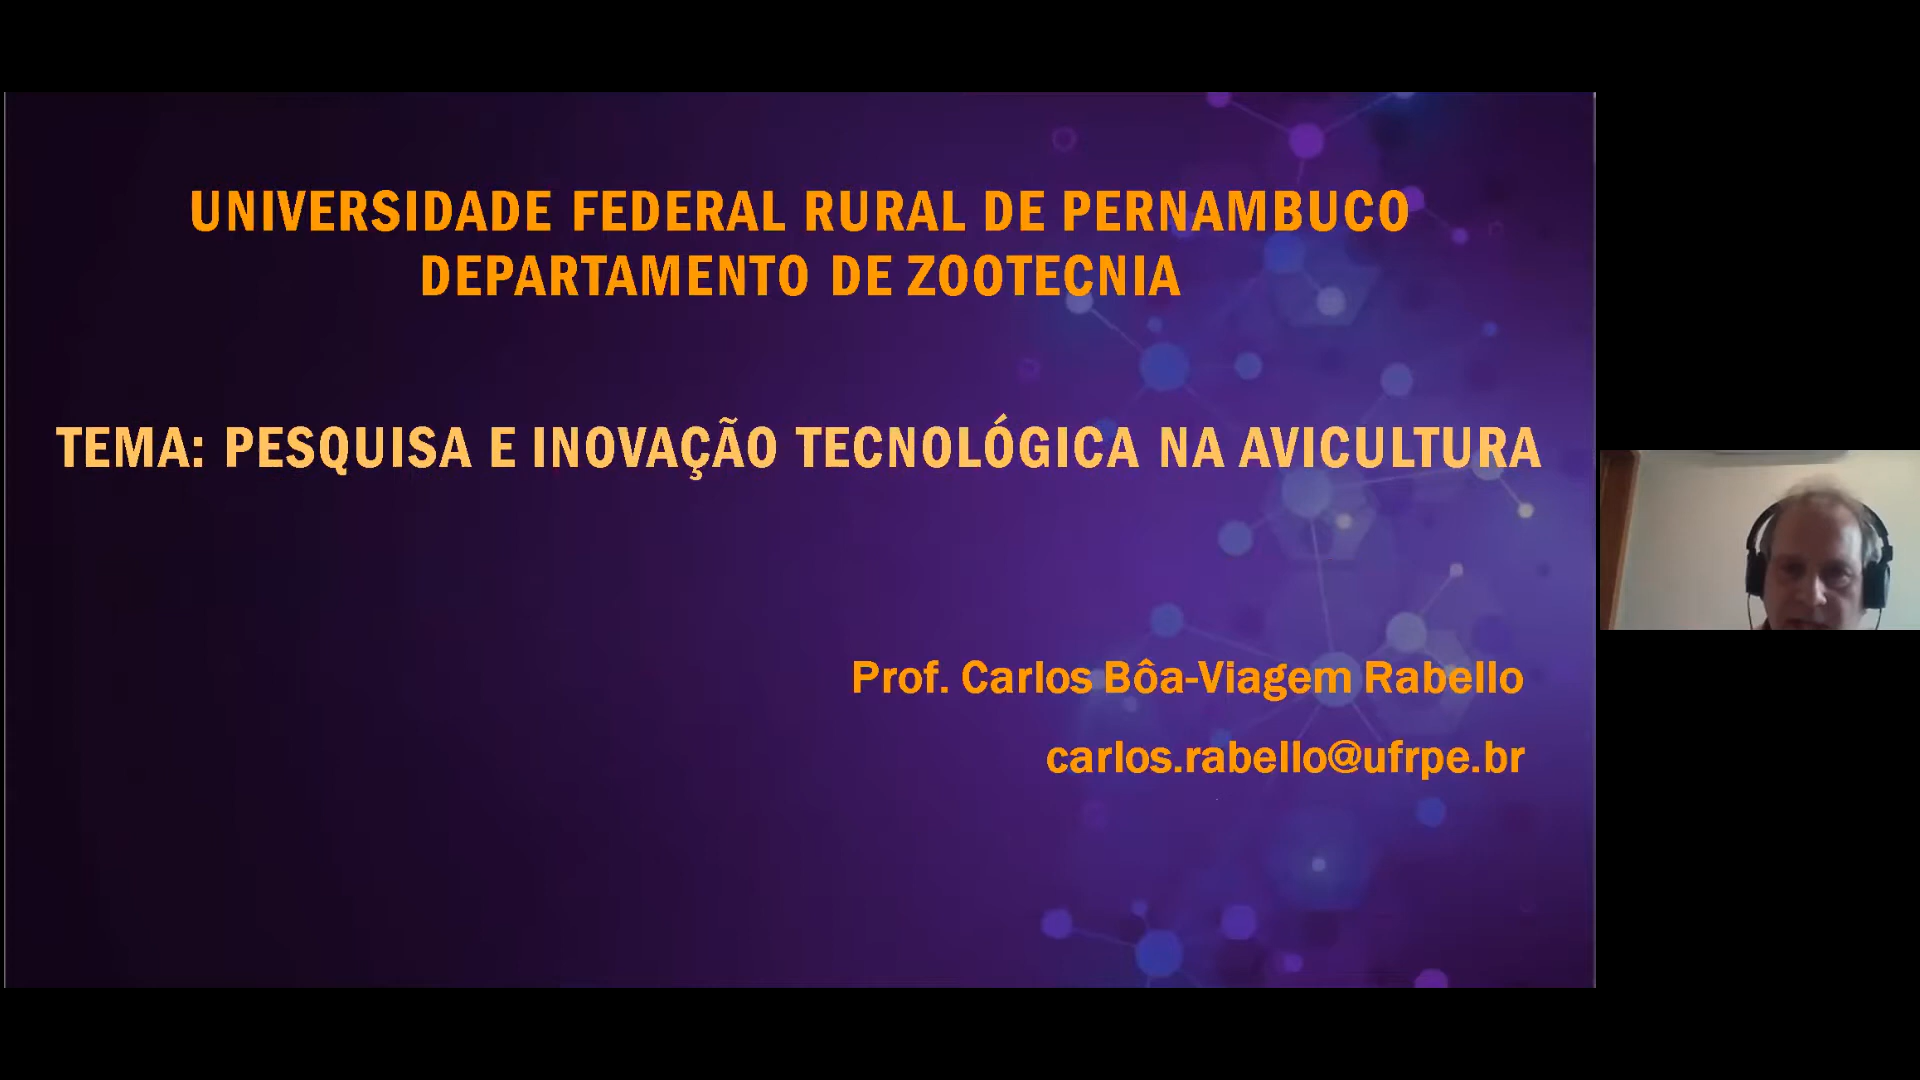 UNIVERSIDADE FEDERAL RURAL DE PERNAMBUCO
DEPARTAMENTO DE ZOOTECNIA
TEMA: PESQUISA E INOVAÇÃO TECNOLÓGICA NA AVICULTURA
Prof. Carlos Bôa-Viagem Rabello
carlos.rabello@ufrpe.br